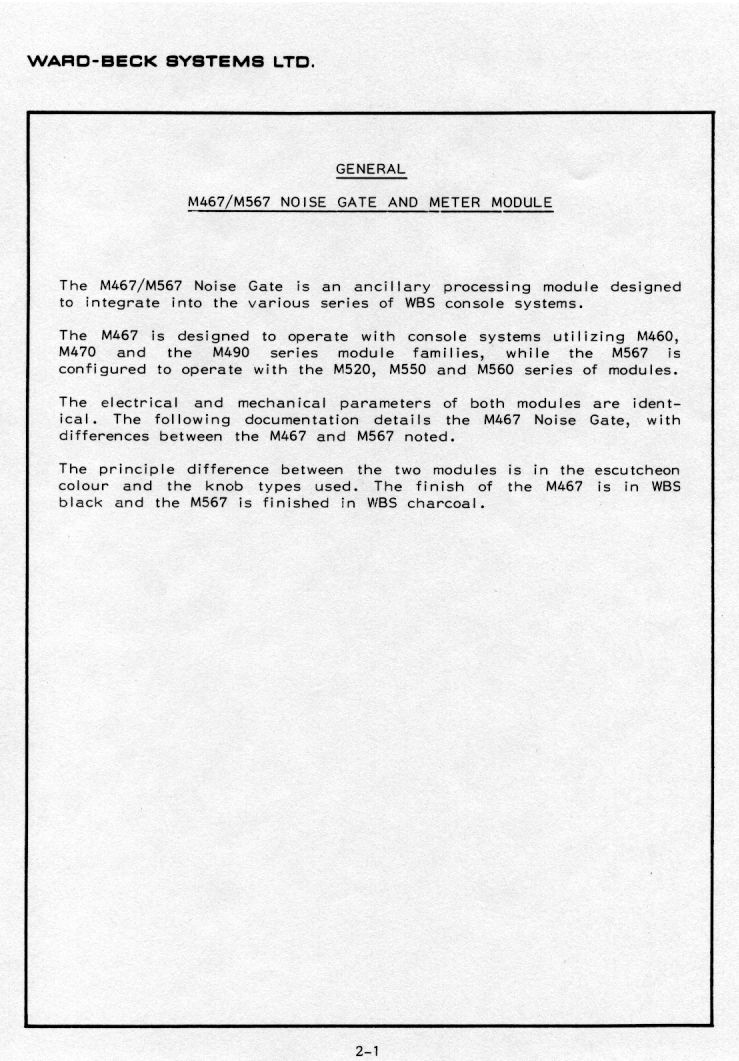 WARD-BECK SYSTEMS LTD.
GENERAL
M467/M567 NOISE GATE AND METER MODULE
The M467/M567 Noise Gate is an ancillary processing module designed
to integrate into the various series of WBS console systems.
The M467 is designed to operate with console systems utilizing M460,
M470 and the M490 series module families, while the M567 is
configured to operate with the M520, M550 and M560 series of modules.
The electrical and mechanical parameters of both modules are ident-
ical. The following documentation details the M467 Noise Gate, with
differences between the M467 and M567 noted.
The principle difference between the two modules is in the escutcheon
colour and the knob types used. The finish of the M467 is in WBS
black and the M567 is finished in WBS charcoal.
2-1